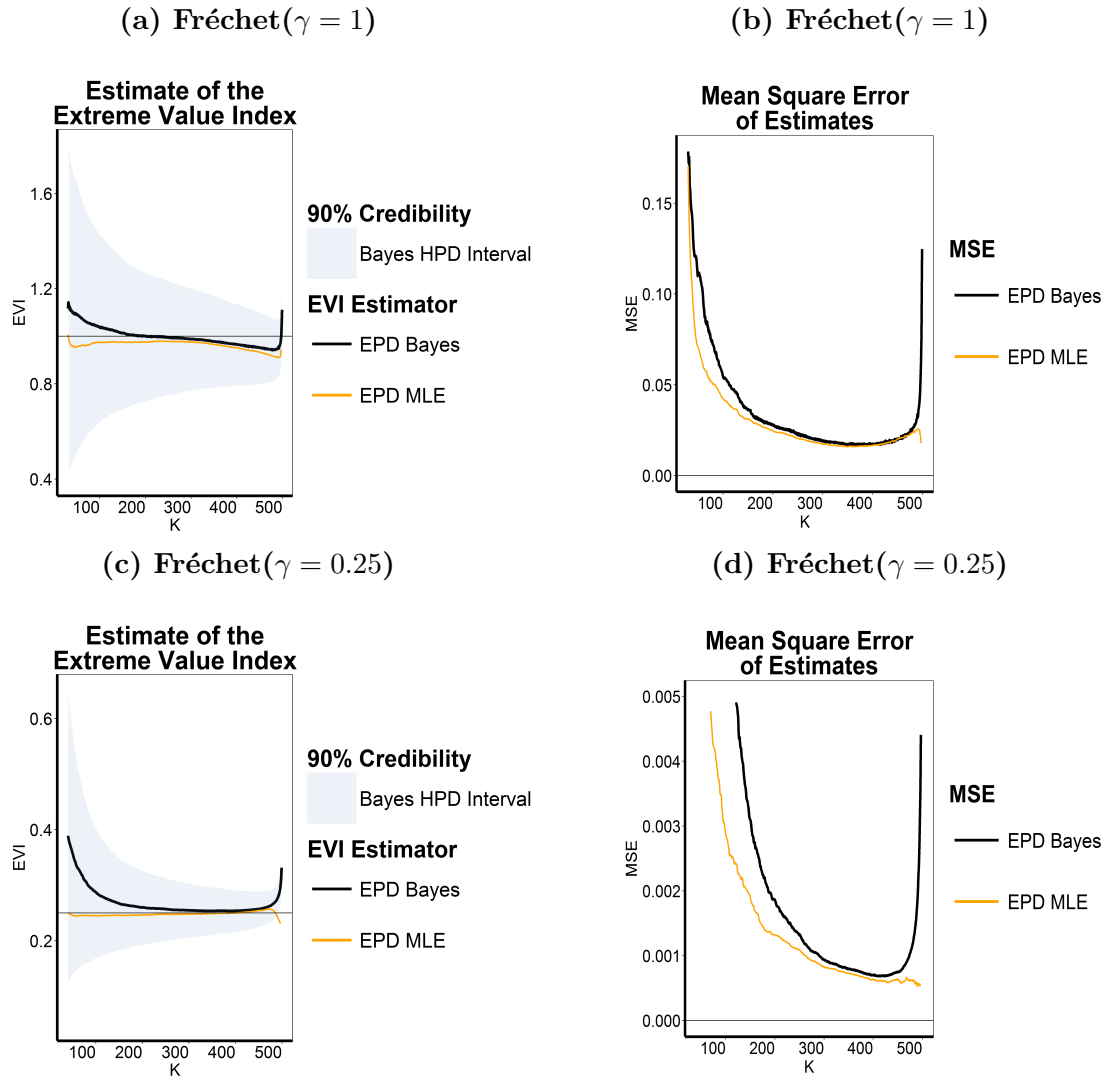 (a) Fréchet(γ = 1)
Estimate of the
Extreme Value Index
EVI
1.6
1.2
0.8
0.4
100 200 300 400 500
K
90% Credibility
Bayes HPD Interval
EVI Estimator
EPD Bayes
EPD MLE
(b) Fréchet(γ = 1)
Mean Square Error
of Estimates
MSE
0.15
0.10
0.05
0.00
100 200 300 400 500
K
MSE
EPD Bayes
EPD MLE
(c) Fréchet(γ = 0.25)
Estimate of the
Extreme Value Index
EVI
0.6
0.4
0.2
100 200 300 400 500
K
90% Credibility
Bayes HPD Interval
EVI Estimator
EPD Bayes
EPD MLE
(d) Fréchet(γ = 0.25)
Mean Square Error
of Estimates
MSE
0.005
0.004
0.003
0.002
0.001
0.000
100 200 300 400 500
K
MSE
EPD Bayes
EPD MLE